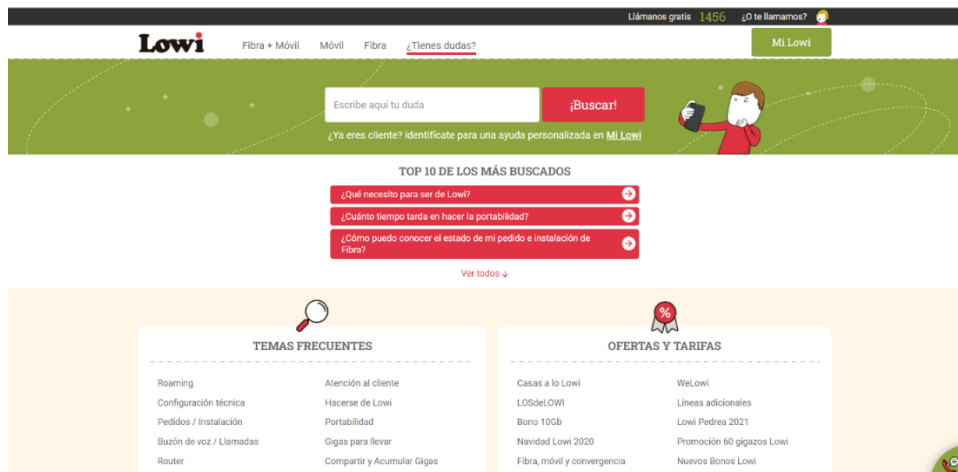 Llámanos gratis 1456 ¿O te llamamos?
Lowi Fibra + Móvil Móvil Fibra ¿Tienes dudas? Mi Lowi
Escribe aquí tu duda ¡Buscar!
¿Ya eres cliente? identifícate para una ayuda personalizada en Mi Lowi
TOP 10 DE LOS MÁS BUSCADOS
¿Qué necesito para ser de Lowi?
¿Cuánto tiempo tarda en hacer la portabilidad?
¿Cómo puedo conocer el estado de mi pedido e instalación de
Fibra?
Ver todos ↓
%
TEMAS FRECUENTES
Roaming Atención al cliente
Configuración técnica Hacerse de Lowi
Pedidos / Instalación Portabilidad
Buzón de voz / Llamadas Gigas para llevar
Router Compartir y Acumular Gigas
OFERTAS Y TARIFAS
Casas a lo Lowi WeLowi
LOSdeLOWI Líneas adicionales
Bono 10Gb Lowi Pedrea 2021
Navidad Lowi 2020 Promoción 60 gigazos Lowi
Fibra, móvil y convergencia Nuevos Bonos Lowi